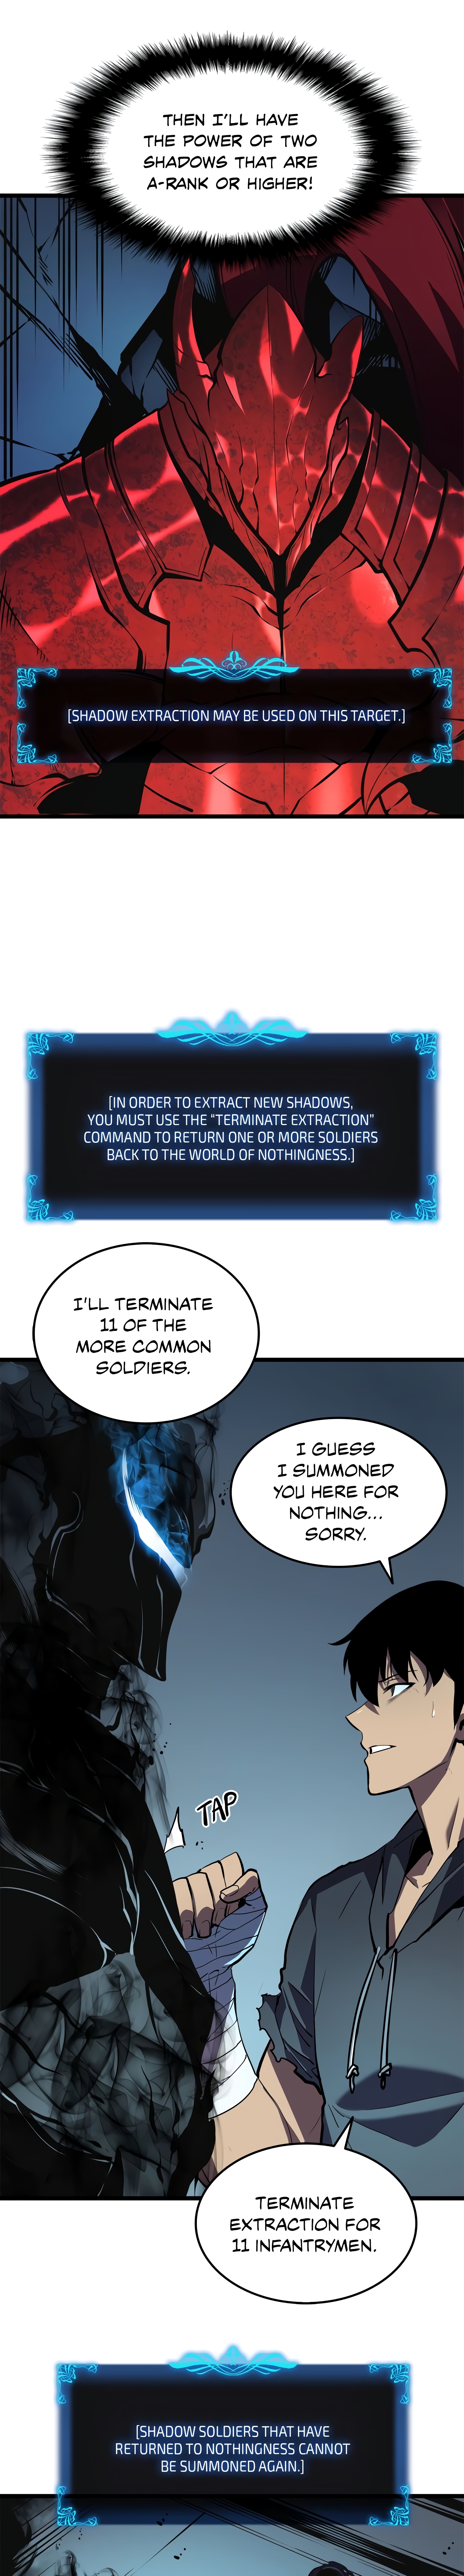 THEN I'LL HAVE
THE POWER OF TWO
SHADOWS THAT ARE
A-RANK OR HIGHER!
[SHADOW EXTRACTION MAY BE USED ON THIS TARGET.]
[IN ORDER TO EXTRACT NEW SHADOWS,
YOU MUST USE THE “TERMINATE EXTRACTION”
COMMAND TO RETURN ONE OR MORE SOLDIERS
BACK TO THE WORLD OF NOTHINGNESS.]
I'LL TERMINATE
11 OF THE
MORE COMMON
SOLDIERS.
I GUESS
I SUMMONED
YOU HERE FOR
NOTHING...
SORRY.
TAP
TERMINATE
EXTRACTION FOR
11 INFANTRYMEN.
[SHADOW SOLDIERS THAT HAVE
RETURNED TO NOTHINGNESS CANNOT
BE SUMMONED AGAIN.]